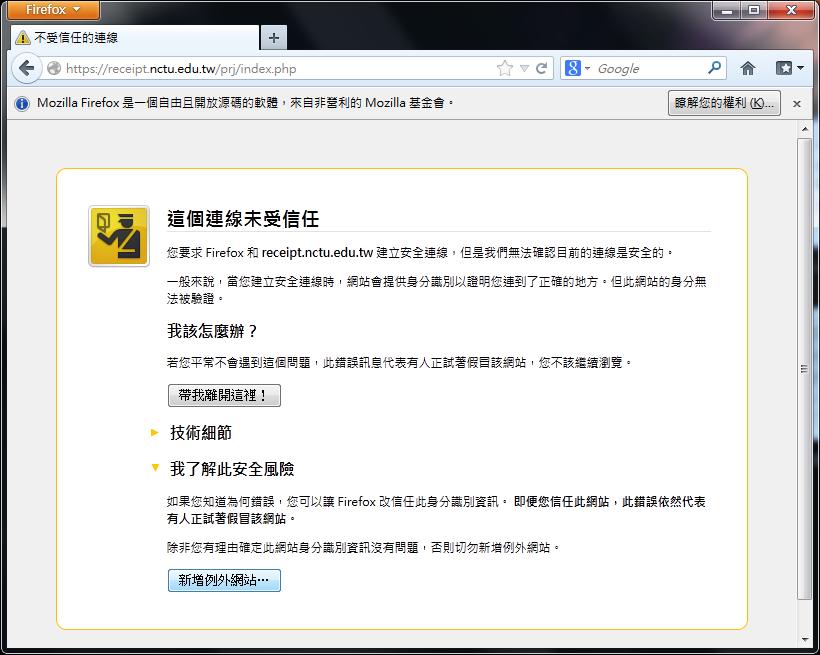 Firefox
不受信任的連線
https://receipt.nctu.edu.tw/prj/index.php
Google
Mozilla Firefox 是一個自由且開放源碼的軟體，來自非營利的 Mozilla 基金會。
瞭解您的權利 (K)...
這個連線未受信任
您要求 Firefox 和 receipt.nctu.edu.tw 建立安全連線，但是我們無法確認目前的連線是安全的。
一般來說，當您建立安全連線時，網站會提供身分識別以證明您連到了正確的地方。但此網站的身分無
法被驗證。
我該怎麼辦？
若您平常不會遇到這個問題，此錯誤訊息代表有人正試著假冒該網站，您不該繼續瀏覽。
帶我離開這裡！
技術細節
我了解此安全風險
如果您知道為何錯誤，您可以讓 Firefox 改信任此身分識別資訊。 即便您信任此網站，此錯誤依然代表
有人正試著假冒該網站。
除非您有理由確定此網站身分識別資訊沒有問題，否則切勿新增例外網站。
新增例外網站…